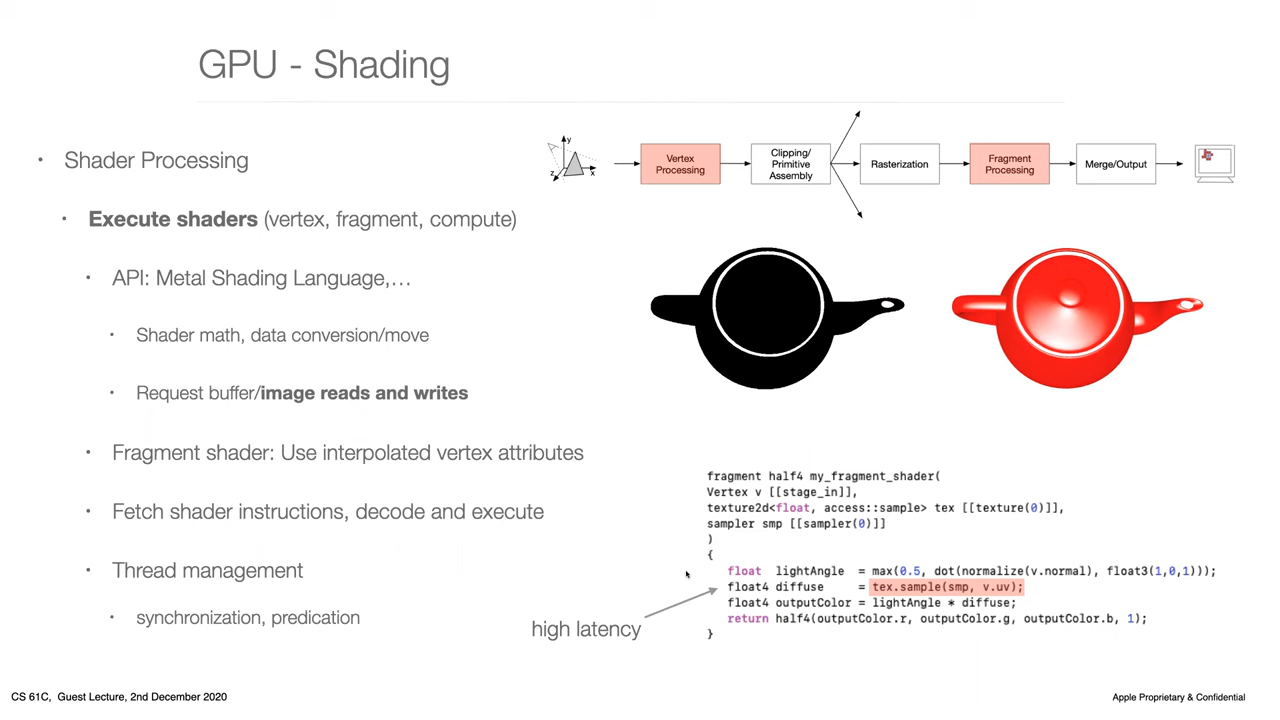 GPU - Shading
• Shader Processing
• Execute shaders (vertex, fragment, compute)
• API: Metal Shading Language,…
• Shader math, data conversion/move
• Request buffer/image reads and writes
• Fragment shader: Use interpolated vertex attributes
• Fetch shader instructions, decode and execute
• Thread management
• synchronization, predication
y
z
x
Vertex
Processing
Clipping/
Primitive
Assembly
Rasterization
Fragment
Processing
Merge/Output
fragment half4 my_fragment_shader(
Vertex v [[stage_in]],
texture2d<float, access::sample> tex [[texture(0)]],
sampler smp [[sampler(0)]]
)
{
float lightAngle = max(0.5, dot(normalize(v.normal), float3(1,0,1)));
float4 diffuse = tex.sample(smp, v.uv);
float4 outputColor = lightAngle * diffuse;
return half4(outputColor.r, outputColor.g, outputColor.b, 1);
}
high latency
CS 61C, Guest Lecture, 2nd December 2020
Apple Proprietary & Confidential